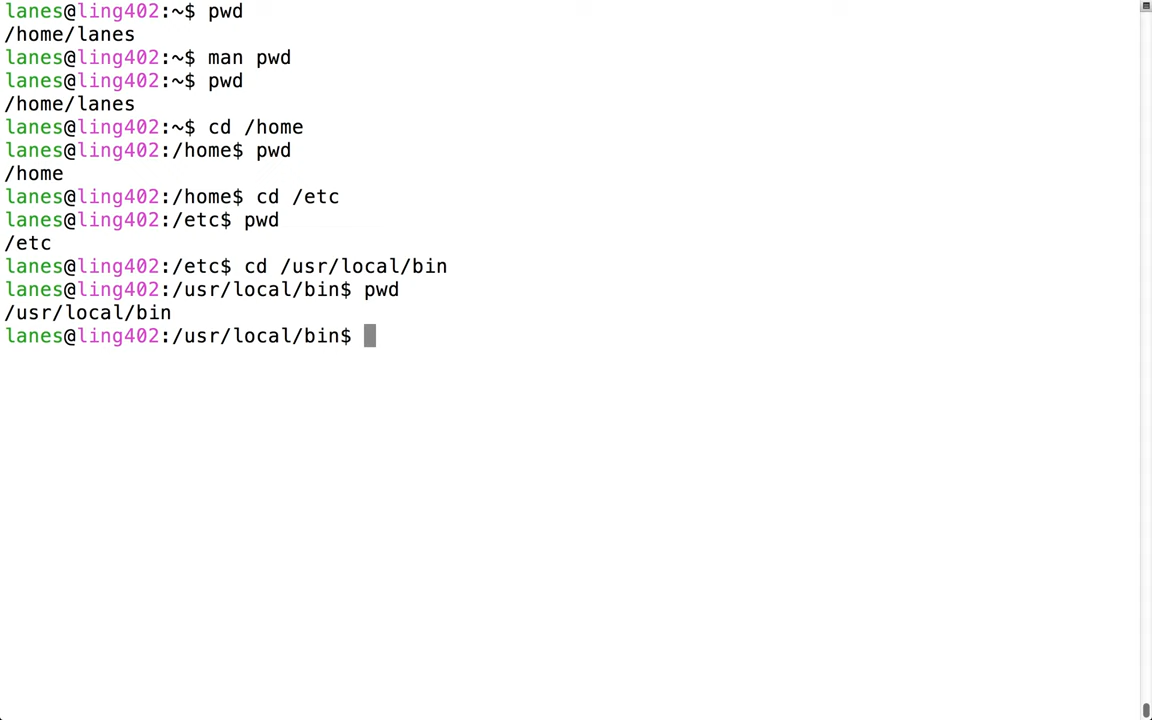 lanes@ling402:~$ pwd
/home/lanes
lanes@ling402:~$ man pwd
lanes@ling402:~$ pwd
/home/lanes
lanes@ling402:~$ cd /home
lanes@ling402:/home$ pwd
/home
lanes@ling402:/home$ cd /etc
lanes@ling402:/etc$ pwd
/etc
lanes@ling402:/etc$ cd /usr/local/bin
lanes@ling402:/usr/local/bin$ pwd
/usr/local/bin
lanes@ling402:/usr/local/bin$